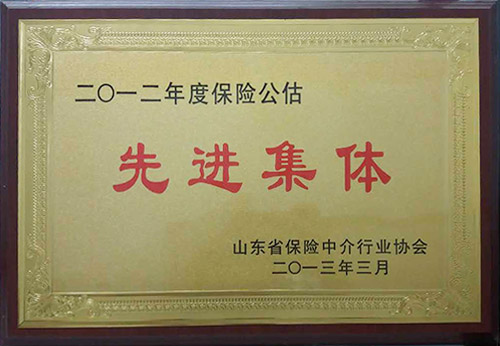 二〇一二年度保险公估
先进集体
山东省保险中介行业协会
二〇一三年三月